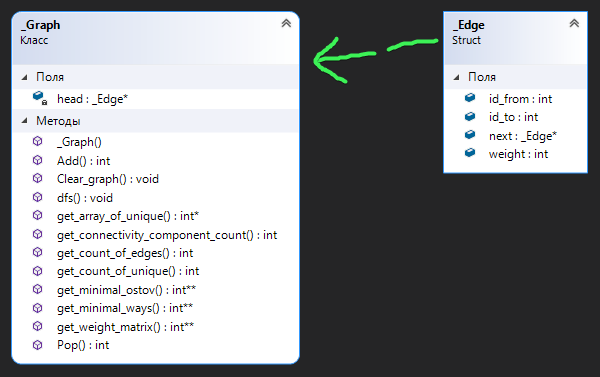 _Graph
Класс
Поля
head : _Edge*
Методы
_Graph()
Add() : int
Clear_graph() : void
dfs() : void
get_array_of_unique() : int*
get_connectivity_component_count() : int
get_count_of_edges() : int
get_count_of_unique() : int
get_minimal_ostov() : int**
get_minimal_ways() : int**
get_weight_matrix() : int**
Pop() : int
_Edge
Struct
Поля
id_from : int
id_to : int
next : _Edge*
weight : int